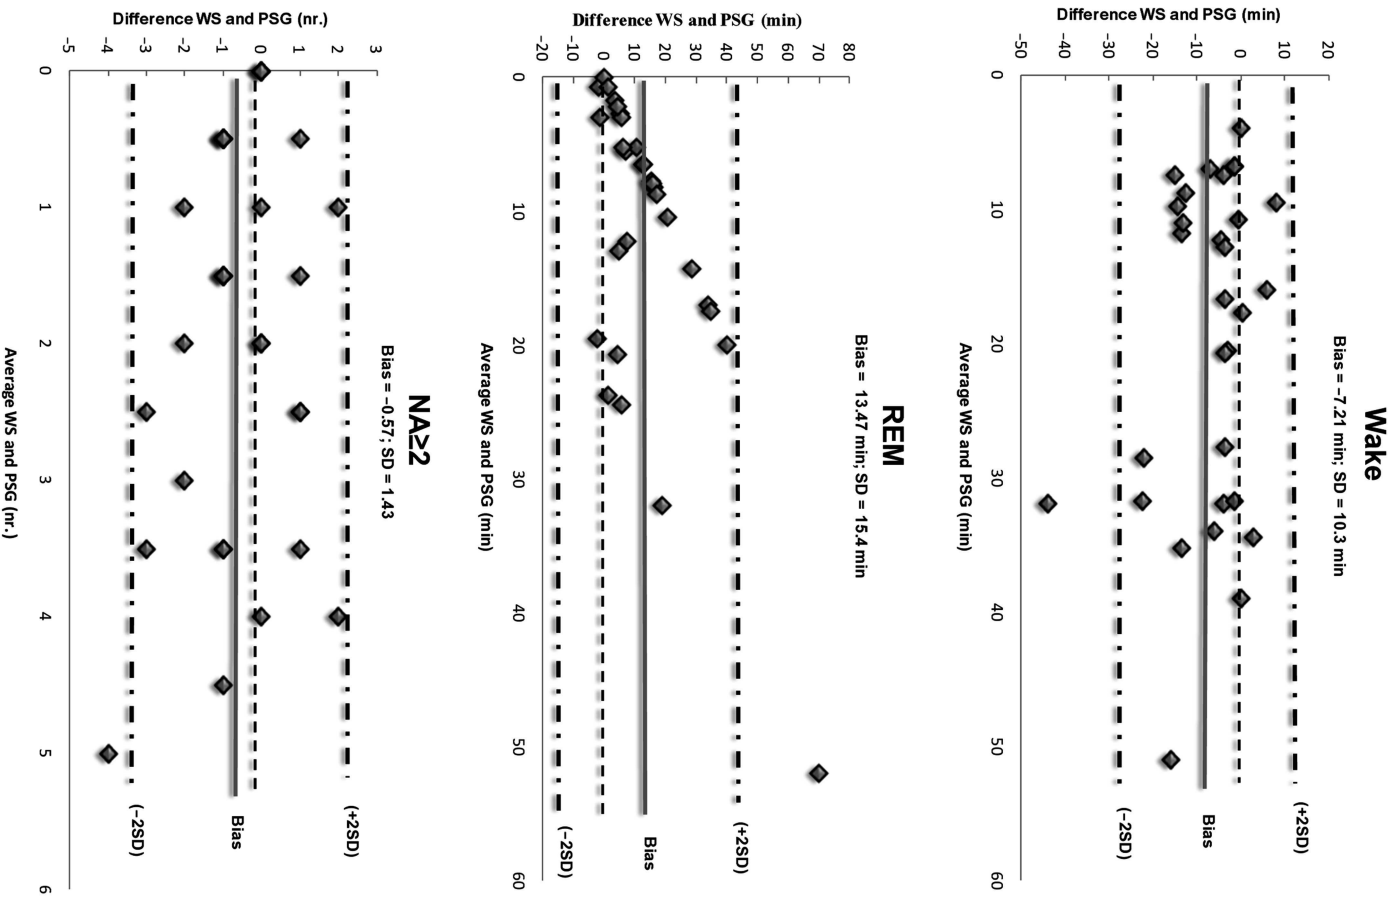 Wake
Bias = −7.21 min; SD = 10.3 min
Difference WS and PSG (min)
20
10
0
-10
-20
-30
-40
-50
(+2SD)
Bias
(−2SD)
0 10 20 30 40 50 60
Average WS and PSG (min)
REM
Bias = 13.47 min; SD = 15.4 min
Difference WS and PSG (min)
80
70
60
50
40
30
20
10
0
-10
-20
(+2SD)
Bias
(−2SD)
0 10 20 30 40 50 60
Average WS and PSG (min)
NA≥2
Bias = −0.57; SD = 1.43
Difference WS and PSG (nr.)
3
2
1
0
-1
-2
-3
-4
-5
(+2SD)
Bias
(−2SD)
0 1 2 3 4 5 6
Average WS and PSG (nr.)